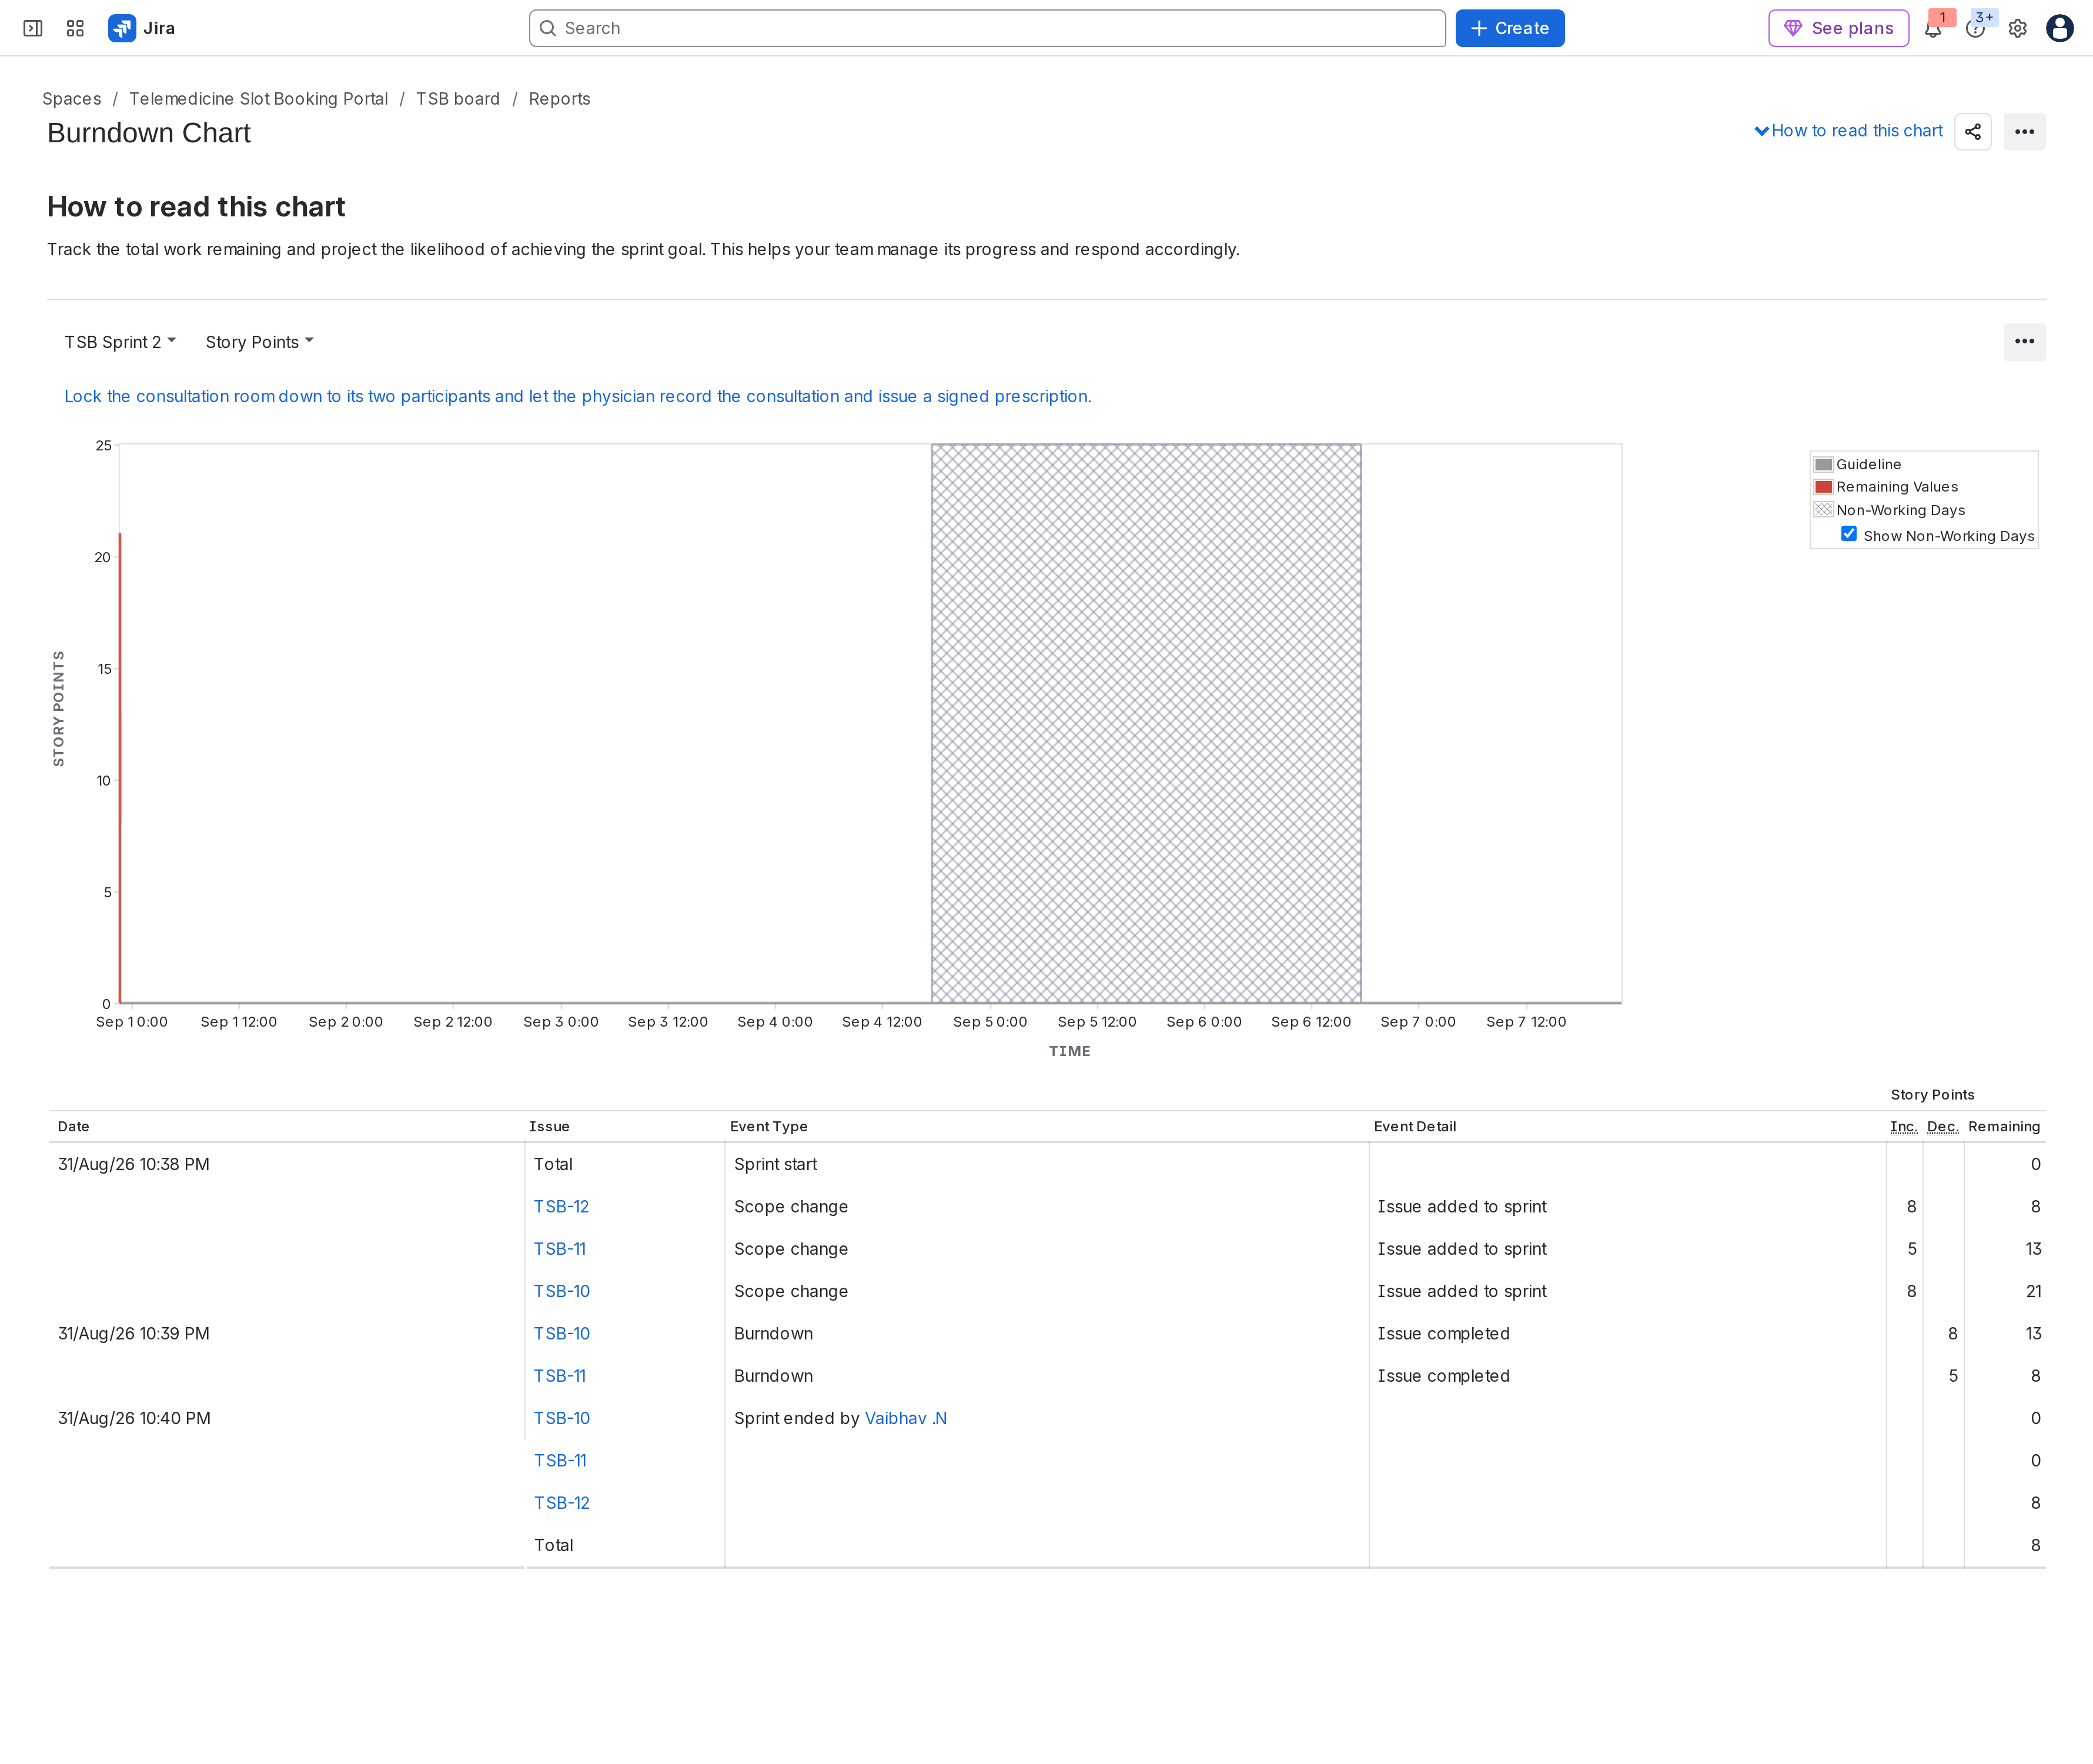 Jira
Search
Create
See plans
1
3+
Spaces / Telemedicine Slot Booking Portal / TSB board / Reports
Burndown Chart
How to read this chart
How to read this chart
Track the total work remaining and project the likelihood of achieving the sprint goal. This helps your team manage its progress and respond accordingly.
TSB Sprint 2 Story Points
Lock the consultation room down to its two participants and let the physician record the consultation and issue a signed prescription.
25
20
15
10
5
0
STORY POINTS
Guideline
Remaining Values
Non-Working Days
Show Non-Working Days
Sep 1 0:00 Sep 1 12:00 Sep 2 0:00 Sep 2 12:00 Sep 3 0:00 Sep 3 12:00 Sep 4 0:00 Sep 4 12:00 Sep 5 0:00 Sep 5 12:00 Sep 6 0:00 Sep 6 12:00 Sep 7 0:00 Sep 7 12:00
TIME
Story Points
Date Issue Event Type Event Detail Inc. Dec. Remaining
31/Aug/26 10:38 PM Total Sprint start 0
TSB-12 Scope change Issue added to sprint 8 8
TSB-11 Scope change Issue added to sprint 5 13
TSB-10 Scope change Issue added to sprint 8 21
31/Aug/26 10:39 PM TSB-10 Burndown Issue completed 8 13
TSB-11 Burndown Issue completed 5 8
31/Aug/26 10:40 PM TSB-10 Sprint ended by Vaibhav .N 0
TSB-11 0
TSB-12 8
Total 8